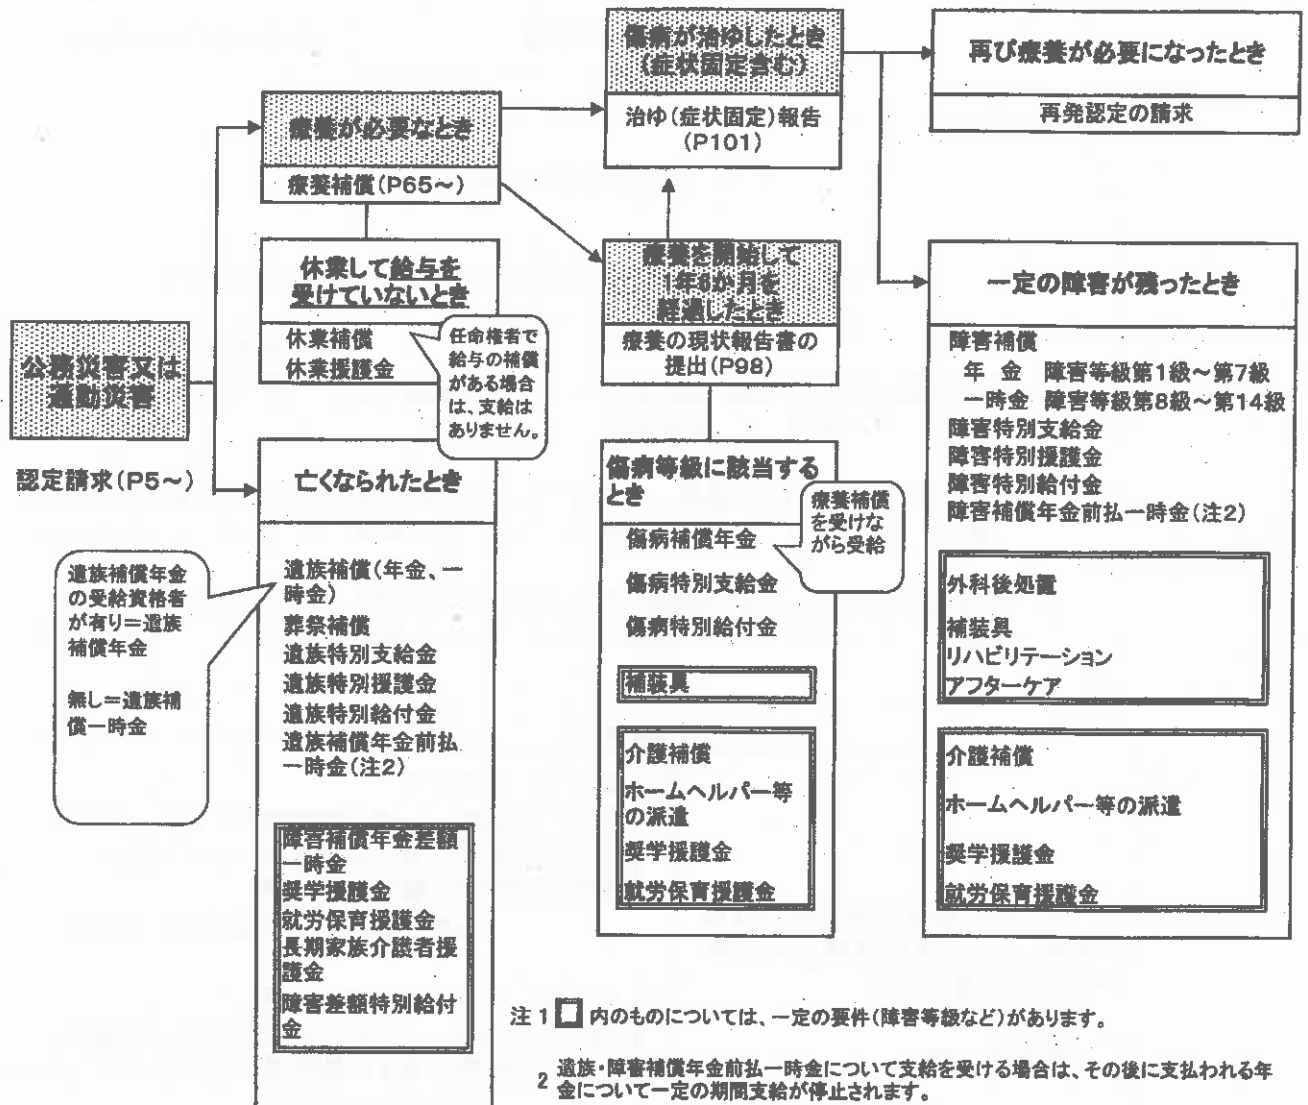 公務災害又は
通勤災害
認定請求(P5~)
療養が必要なとき
療養補償(P65~)
休業して給与を
受けていないとき
休業補償
休業援護金
任命権者で
給与の補償
がある場合
は、支給は
ありません。
亡くなられたとき
遺族補償(年金、一
時金)
葬祭補償
遺族特別支給金
遺族特別援護金
遺族特別給付金
遺族補償年金前払
一時金(注2)
遺族補償年金
の受給資格者
が有り=遺族
補償年金
無し=遺族補
償一時金
障害補償年金差額
一時金
奨学援護金
就労保育援護金
長期家族介護者援
護金
障害差額特別給付
金
傷病が治ゆしたとき
(症状固定含む)
治ゆ(症状固定)報告
(P101)
療養を開始して
1年6か月を
経過したとき
療養の現状報告書の
提出(P98)
傷病等級に該当する
とき
傷病補償年金
傷病特別支給金
傷病特別給付金
療養補償
を受けな
がら受給
補装具
介護補償
ホームヘルパー等
の派遣
奨学援護金
就労保育援護金
再び療養が必要になったとき
再発認定の請求
一定の障害が残ったとき
障害補償
年 金 障害等級第1級~第7級
一時金 障害等級第8級~第14級
障害特別支給金
障害特別援護金
障害特別給付金
障害補償年金前払一時金(注2)
外科後処置
補装具
リハビリテーション
アフターケア
介護補償
ホームヘルパー等の派遣
奨学援護金
就労保育援護金
注 1 □ 内のものについては、一定の要件(障害等級など)があります。
2 遺族・障害補償年金前払一時金について支給を受ける場合は、その後に支払われる年
金について一定の期間支給が停止されます。